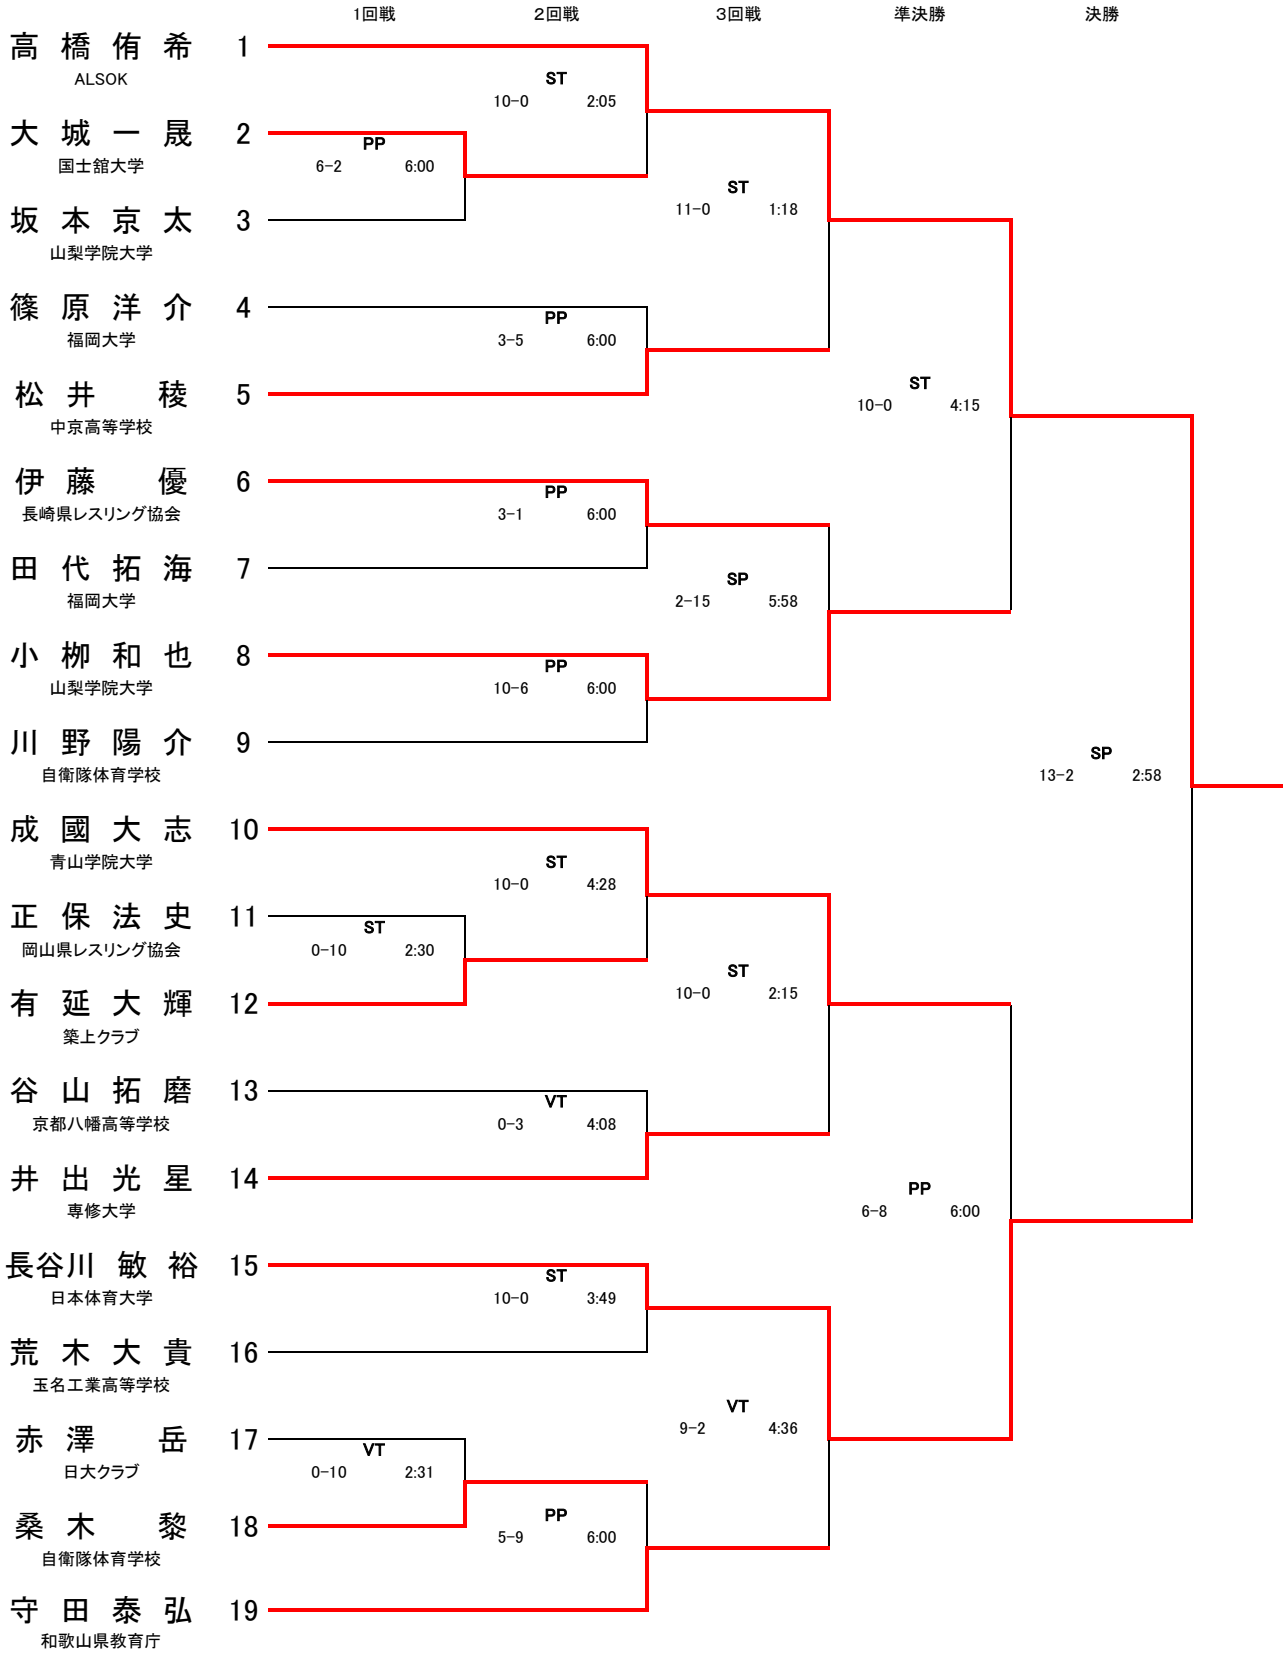 1回戦 2回戦 3回戦 準決勝 決勝
高橋侑希 1
ALSOK
ST
10-0 2:05
大城一晟 2
国士舘大学
PP
6-2 6:00
坂本京太 3
山梨学院大学
ST
11-0 1:18
篠原洋介 4
福岡大学
PP
3-5 6:00
松井稜 5
中京高等学校
ST
10-0 4:15
伊藤優 6
長崎県レスリング協会
PP
3-1 6:00
田代拓海 7
福岡大学
SP
2-15 5:58
小栁和也 8
山梨学院大学
PP
10-6 6:00
川野陽介 9
自衛隊体育学校
SP
13-2 2:58
成國大志 10
青山学院大学
ST
10-0 4:28
正保法史 11
岡山県レスリング協会
ST
0-10 2:30
有延大輝 12
築上クラブ
ST
10-0 2:15
谷山拓磨 13
京都八幡高等学校
VT
0-3 4:08
井出光星 14
専修大学
PP
6-8 6:00
長谷川敏裕 15
日本体育大学
ST
10-0 3:49
荒木大貴 16
玉名工業高等学校
VT
9-2 4:36
赤澤岳 17
日大クラブ
VT
0-10 2:31
桑木黎 18
自衛隊体育学校
PP
5-9 6:00
守田泰弘 19
和歌山県教育庁